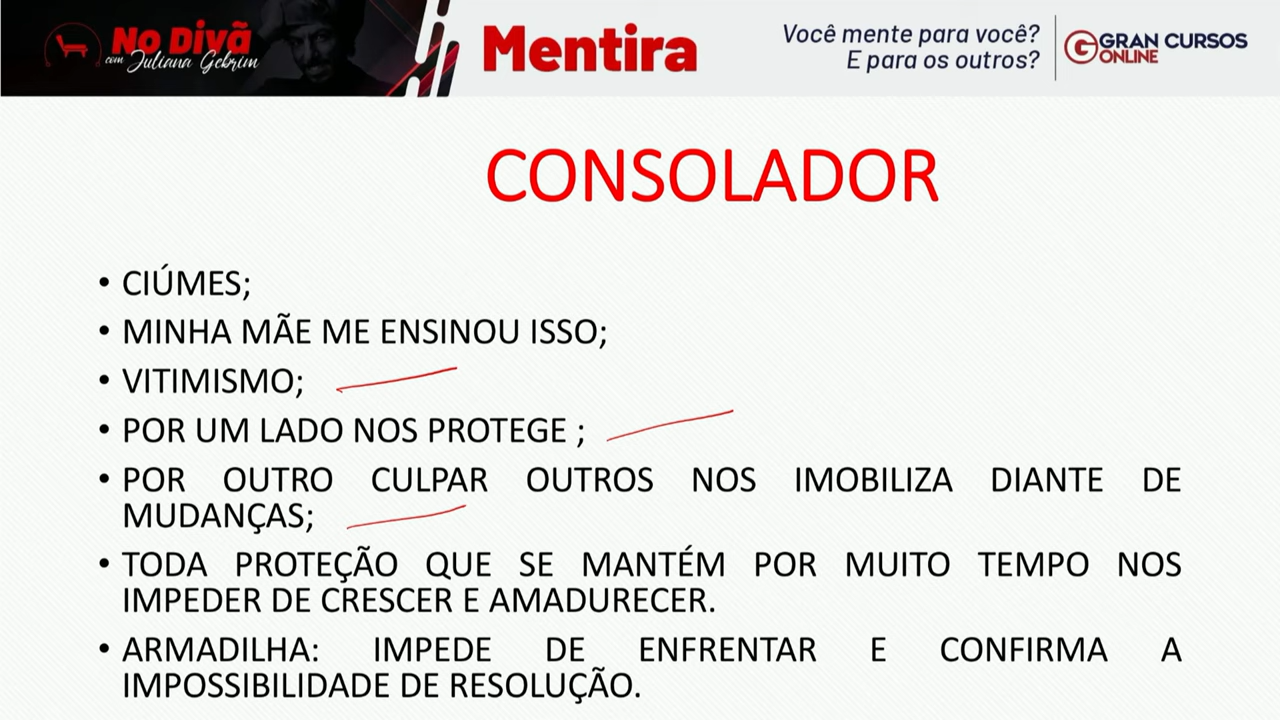 No Divã
com Juliana Gebrim
Mentira
Você mente para você?
E para os outros?
G GRAN CURSOS
ONLINE
CONSOLADOR
• CIÚMES;
• MINHA MÃE ME ENSINOU ISSO;
• VITIMISMO;
• POR UM LADO NOS PROTEGE ;
• POR OUTRO CULPAR OUTROS NOS IMOBILIZA DIANTE DE
MUDANÇAS;
• TODA PROTEÇÃO QUE SE MANTÉM POR MUITO TEMPO NOS
IMPEDER DE CRESCER E AMADURECER.
• ARMADILHA: IMPEDE DE ENFRENTAR E CONFIRMA A
IMPOSSIBILIDADE DE RESOLUÇÃO.